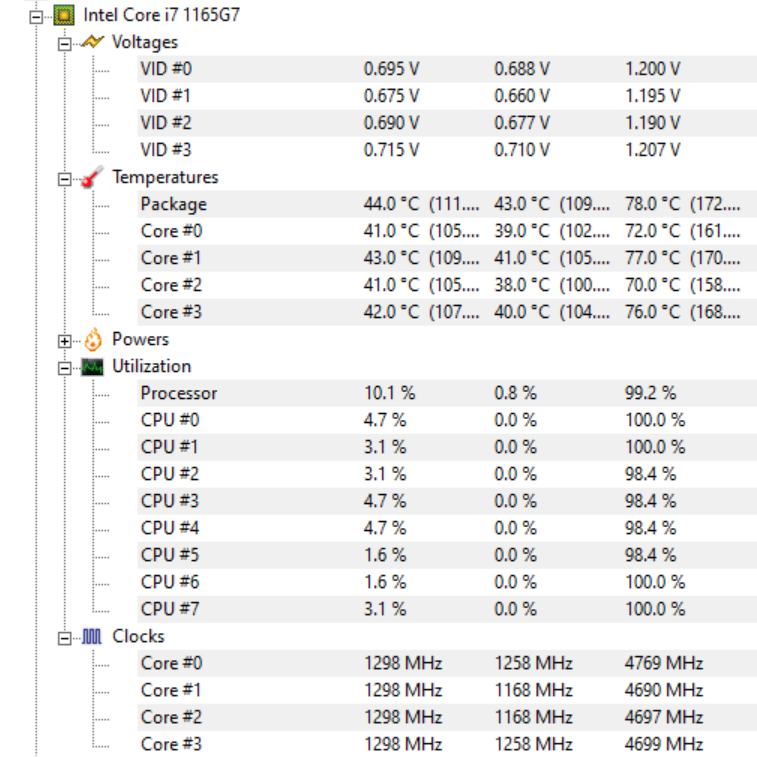 Intel Core i7 1165G7
Voltages
VID #0 0.695 V 0.688 V 1.200 V
VID #1 0.675 V 0.660 V 1.195 V
VID #2 0.690 V 0.677 V 1.190 V
VID #3 0.715 V 0.710 V 1.207 V
Temperatures
Package 44.0 °C (111.... 43.0 °C (109.... 78.0 °C (172....
Core #0 41.0 °C (105.... 39.0 °C (102.... 72.0 °C (161....
Core #1 43.0 °C (109.... 41.0 °C (105.... 77.0 °C (170....
Core #2 41.0 °C (105.... 38.0 °C (100.... 70.0 °C (158....
Core #3 42.0 °C (107.... 40.0 °C (104.... 76.0 °C (168....
Powers
Utilization
Processor 10.1 % 0.8 % 99.2 %
CPU #0 4.7 % 0.0 % 100.0 %
CPU #1 3.1 % 0.0 % 100.0 %
CPU #2 3.1 % 0.0 % 98.4 %
CPU #3 4.7 % 0.0 % 98.4 %
CPU #4 4.7 % 0.0 % 98.4 %
CPU #5 1.6 % 0.0 % 98.4 %
CPU #6 1.6 % 0.0 % 100.0 %
CPU #7 3.1 % 0.0 % 100.0 %
Clocks
Core #0 1298 MHz 1258 MHz 4769 MHz
Core #1 1298 MHz 1168 MHz 4690 MHz
Core #2 1298 MHz 1168 MHz 4697 MHz
Core #3 1298 MHz 1258 MHz 4699 MHz